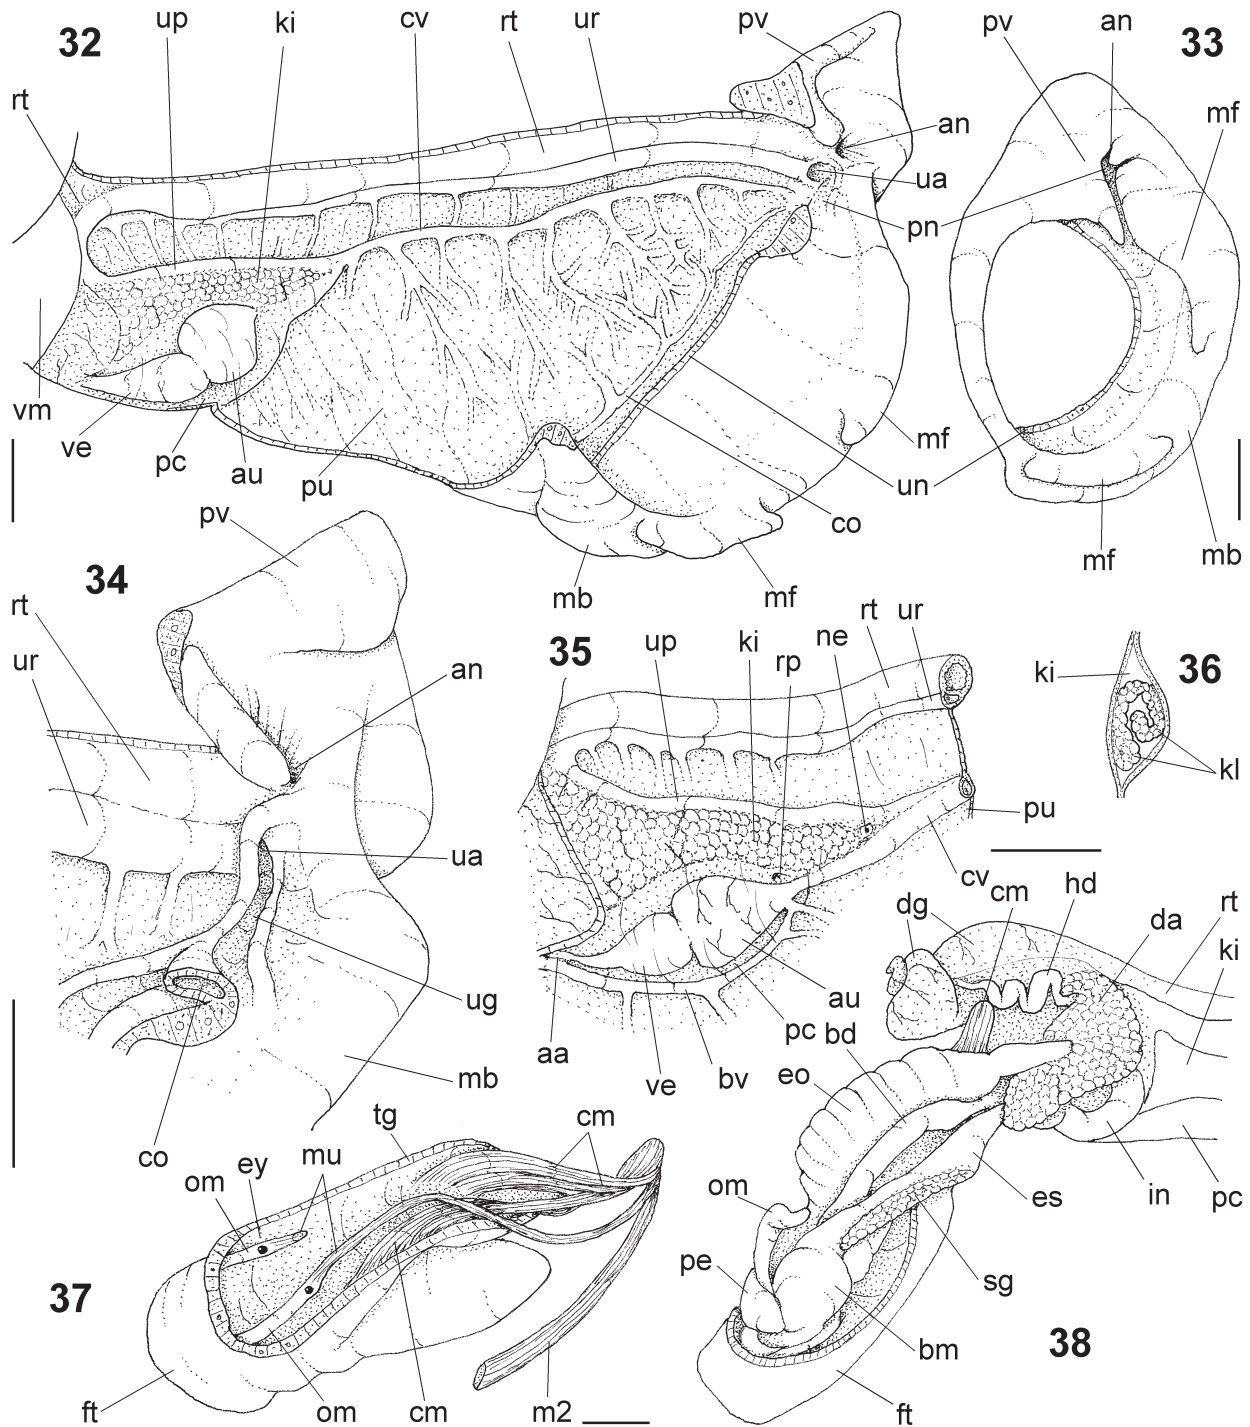 32
up
ki
cv
rt
ur
pv
rt
an
ua
pn
vm
ve
pc
au
pu
mf
un
co
mb
mf
33
pv
an
mf
mf
mb
34
pv
rt
ur
an
ua
ug
mb
co
35
up
ki
rp
ne
rt
ur
pu
cv
au
pc
bv
ve
aa
36
ki
kl
37
tg
cm
mu
ey
om
ft
om
cm
m2
38
dg
cm
hd
da
rt
ki
bd
eo
om
pe
es
in
pc
sg
bm
ft